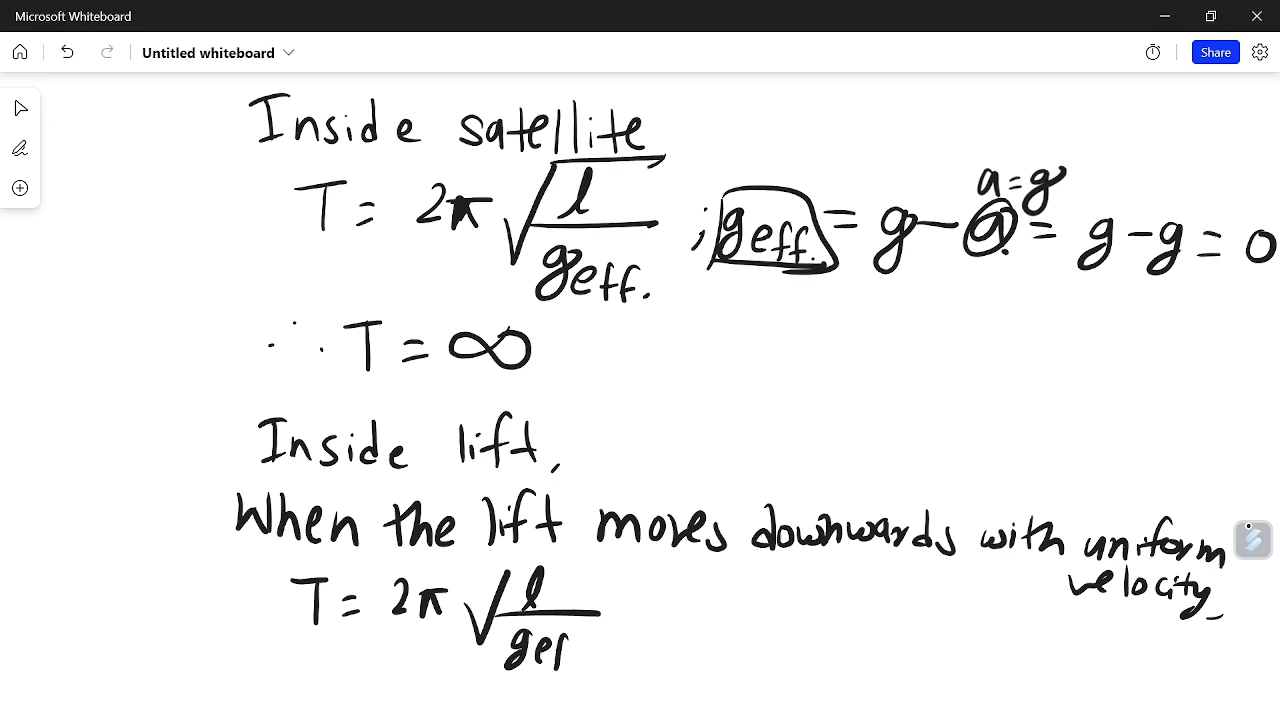 Microsoft Whiteboard
Untitled whiteboard
Share
Inside satellite
T = 2π √(l/geff.) ; geff. = g - a = g - g = 0
a = g
∴ T = ∞
Inside lift,
When the lift moves downwards with uniform
velocity
T = 2π √(l/gef